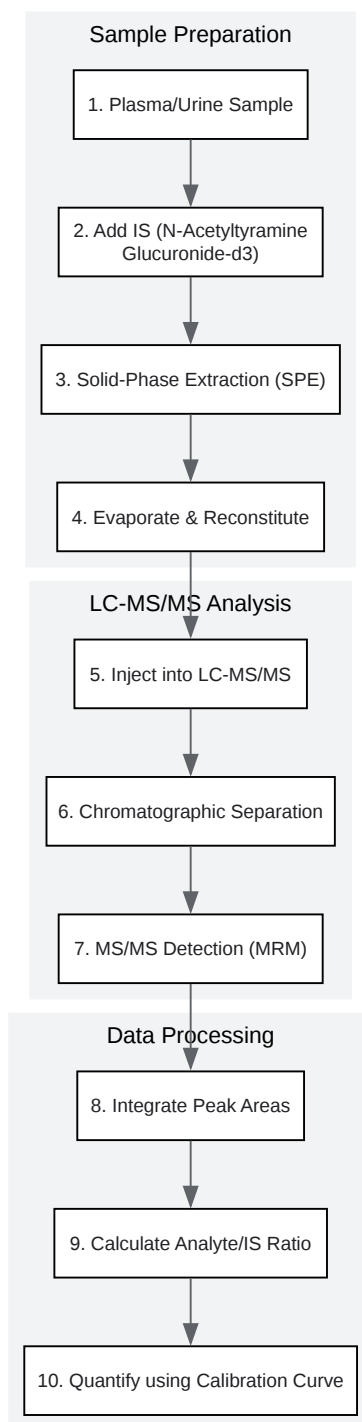 Sample Preparation
1. Plasma/Urine Sample
2. Add IS (N-Acetyltyramine
Glucuronide-d3)
3. Solid-Phase Extraction (SPE)
4. Evaporate & Reconstitute
LC-MS/MS Analysis
5. Inject into LC-MS/MS
6. Chromatographic Separation
7. MS/MS Detection (MRM)
Data Processing
8. Integrate Peak Areas
9. Calculate Analyte/IS Ratio
10. Quantify using Calibration Curve